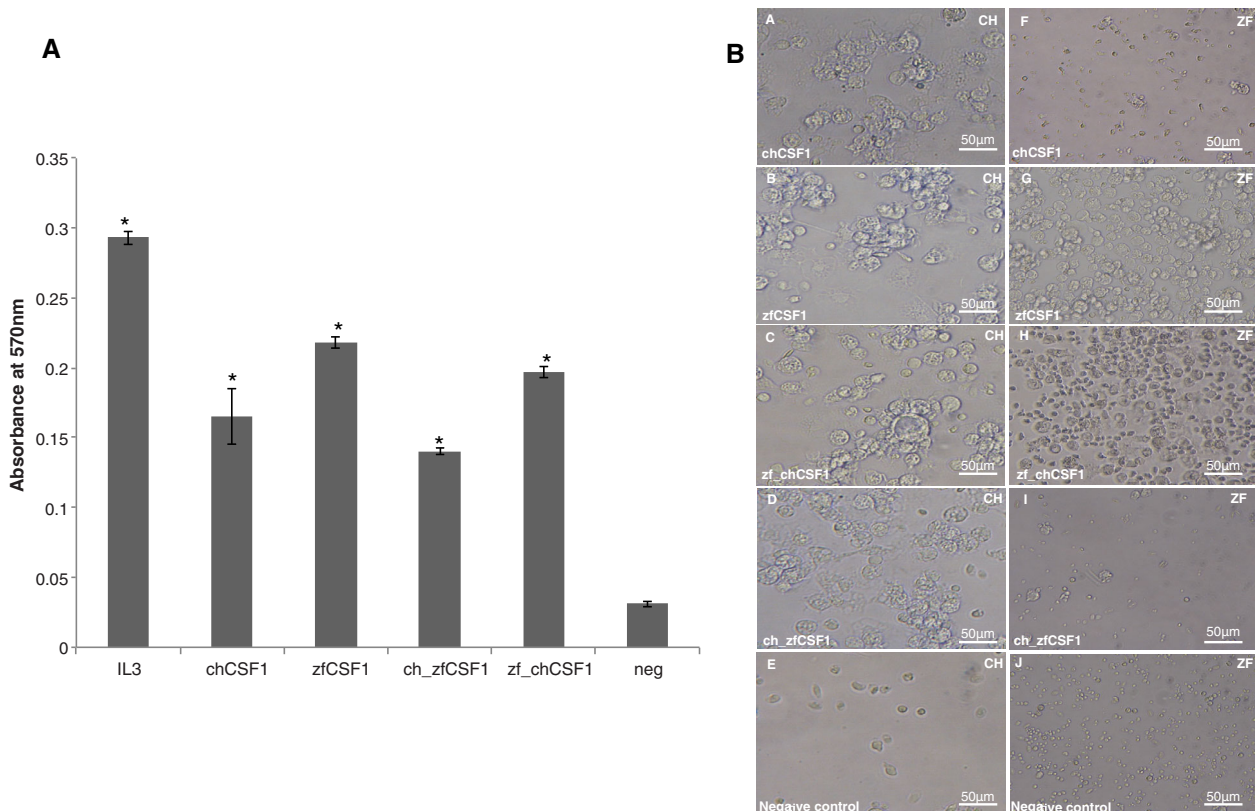 A
Absorbance at 570nm
0.35
0.3
0.25
0.2
0.15
0.1
0.05
0
*
*
*
*
*
IL3
chCSF1
zfCSF1
ch_zfCSF1
zf_chCSF1
neg
B
A
CH
chCSF1
50µm
F
ZF
chCSF1
50µm
B
CH
zfCSF1
50µm
G
ZF
zfCSF1
50µm
C
CH
zf_chCSF1
50µm
H
ZF
zf_chCSF1
50µm
D
CH
ch_zfCSF1
50µm
I
ZF
ch_zfCSF1
50µm
E
CH
Negaive control
50µm
J
ZF
Negaive control
50µm